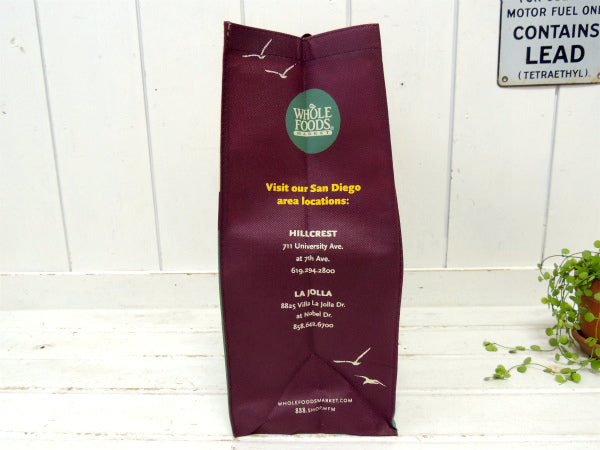 MOTOR FUEL ONL
CONTAINS
LEAD
(TETRAETHYL)
WHOLE
FOODS
MARKET
Visit our San Diego
area locations:
HILLCREST
711 University Ave.
at 7th Ave.
619.294.2800
LA JOLLA
8825 Villa La Jolla Dr.
at Nobel Dr.
858.642.6700
WHOLEFOODSMARKET.COM
888.SHOPWFM